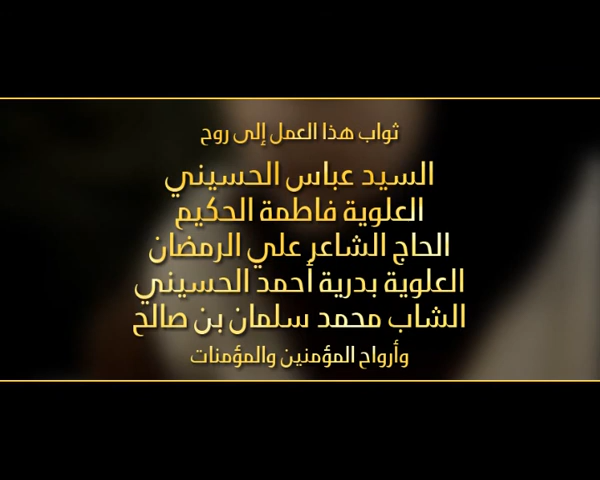 ثواب هذا العمل إلى روح
السيد عباس الحسيني
العلوية فاطمة الحكيم
الحاج الشاعر علي الرمضان
العلوية بدرية أحمد الحسيني
الشاب محمد سلمان بن صالح
وأرواح المؤمنين والمؤمنات